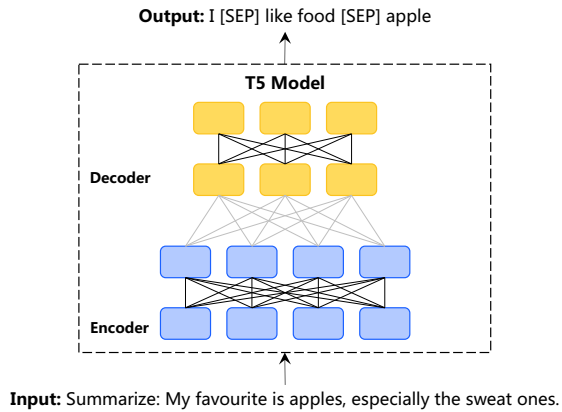 Output: I [SEP] like food [SEP] apple
T5 Model
Decoder
Encoder
Input: Summarize: My favourite is apples, especially the sweat ones.